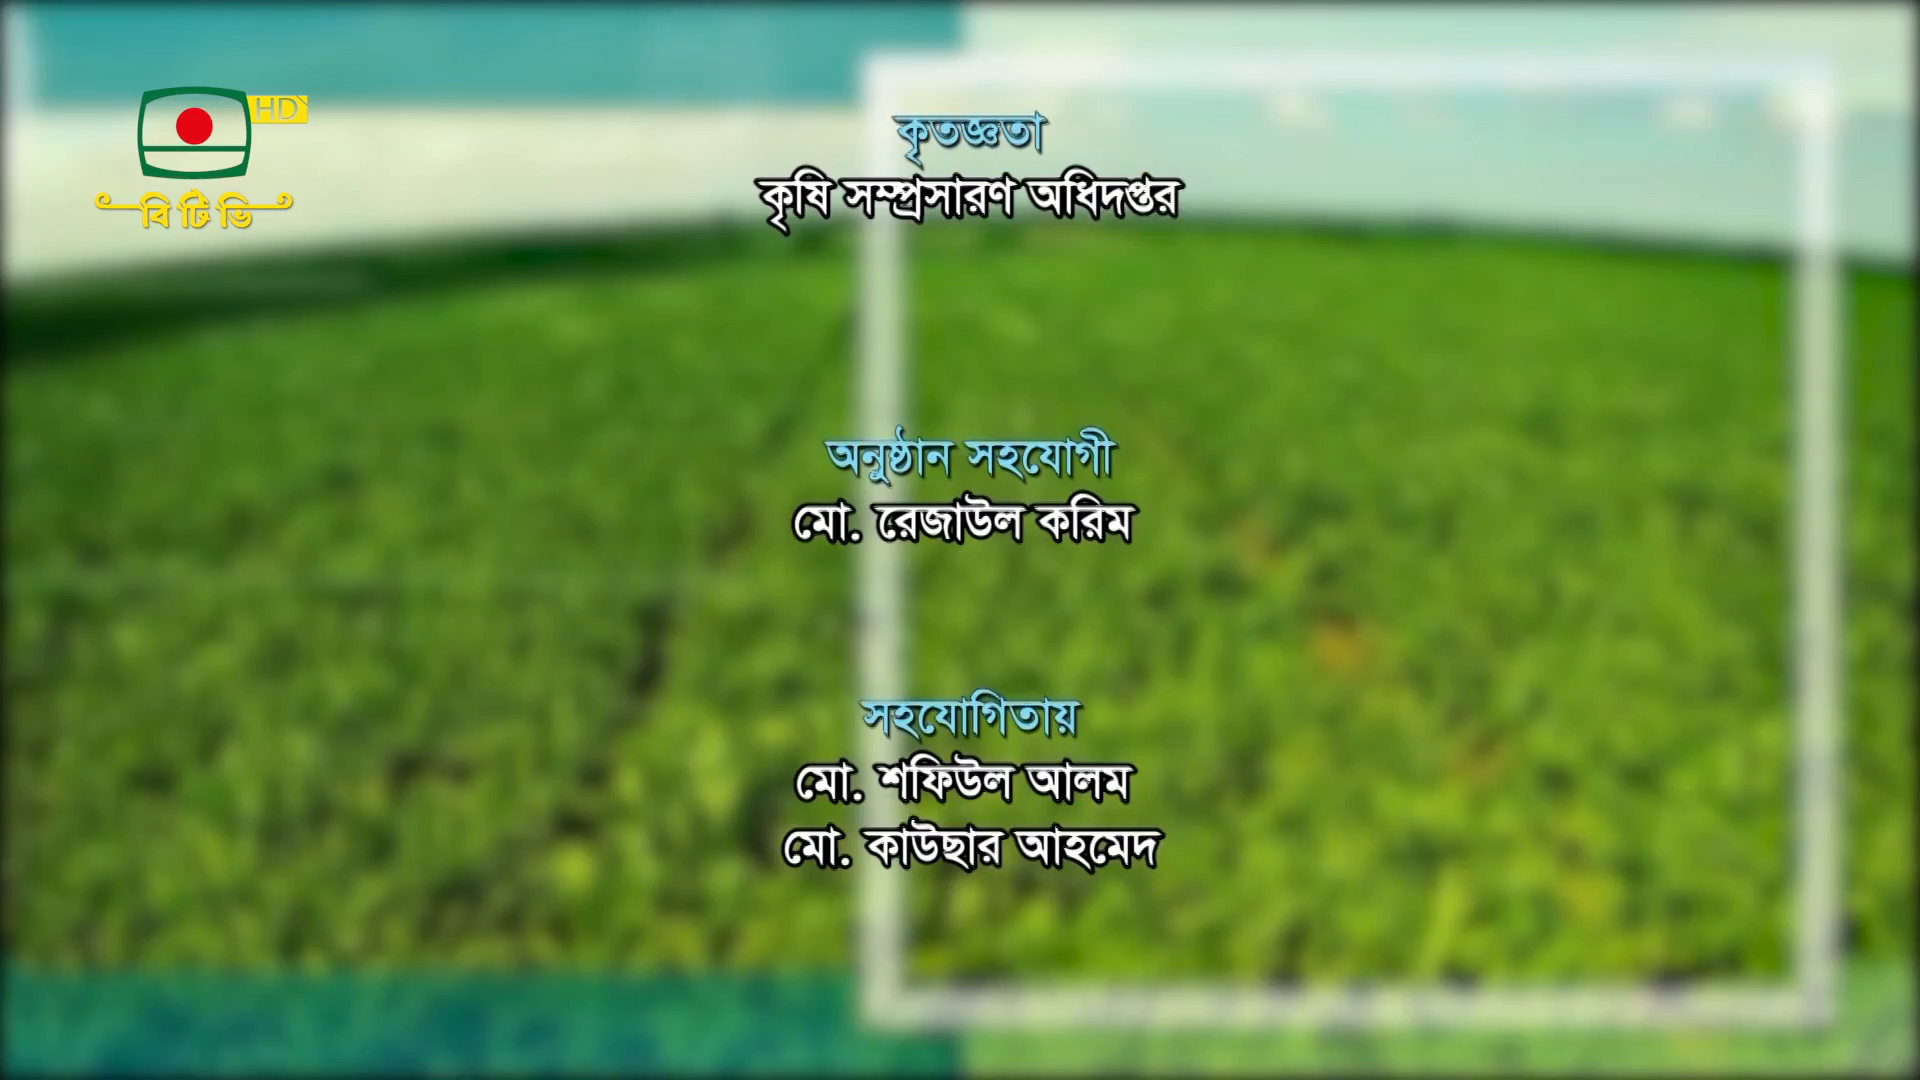 HD
বি টি ভি
কৃতজ্ঞতা
কৃষি সম্প্রসারণ অধিদপ্তর
অনুষ্ঠান সহযোগী
মো. রেজাউল করিম
সহযোগিতায়
মো. শফিউল আলম
মো. কাউছার আহমেদ